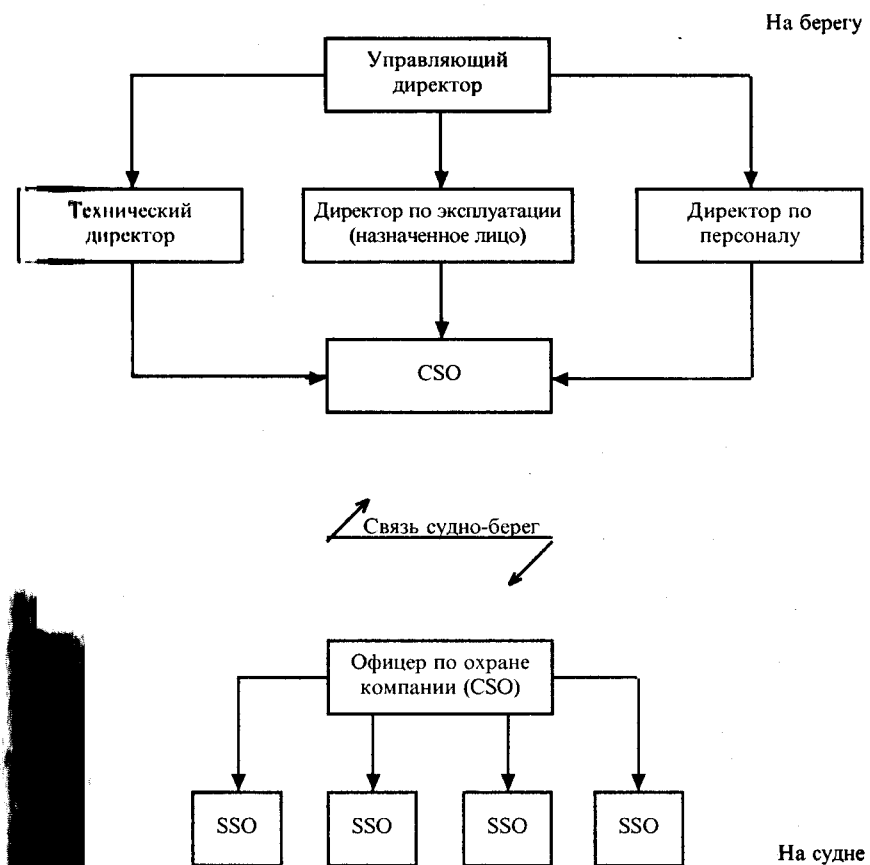 На берегу
Управляющий
директор
Технический
директор
Директор по эксплуатации
(назначенное лицо)
Директор по
персоналу
CSO
Связь судно-берег
Офицер по охране
компании (CSO)
SSO
SSO
SSO
SSO
На судне